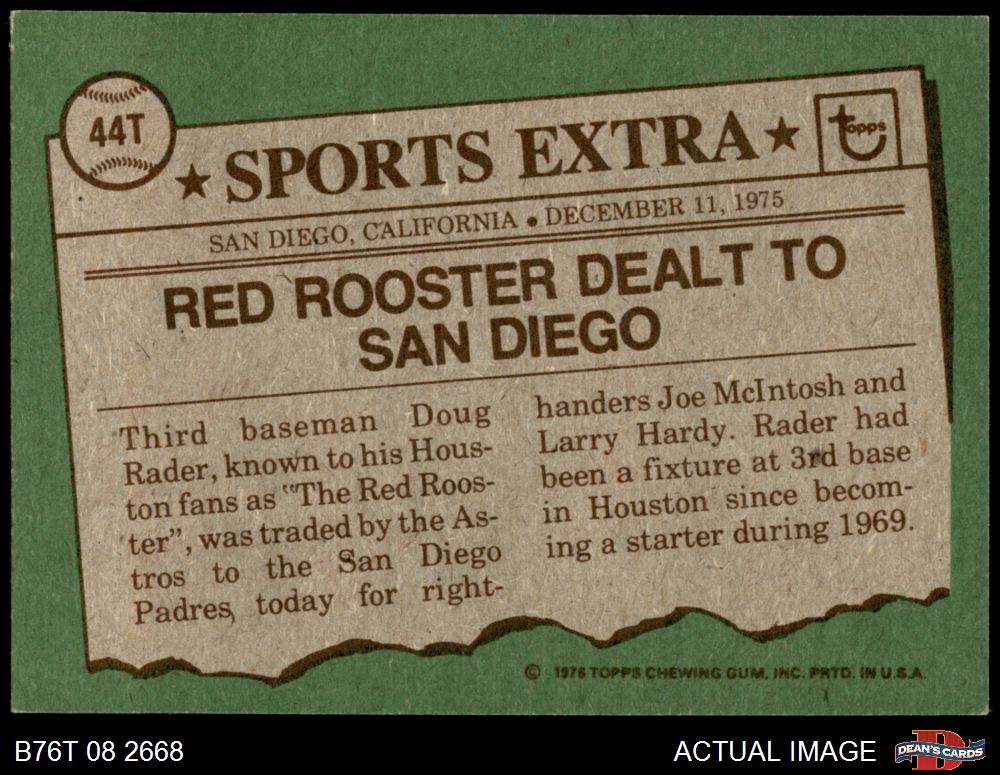 44T
★ SPORTS EXTRA ★
topps
SAN DIEGO, CALIFORNIA • DECEMBER 11, 1975
RED ROOSTER DEALT TO
SAN DIEGO
Third baseman Doug
Rader, known to his Hous-
ton fans as "The Red Roos-
ter", was traded by the As-
tros to the San Diego
Padres, today for right-
handers Joe McIntosh and
Larry Hardy. Rader had
been a fixture at 3rd base
in Houston since becom-
ing a starter during 1969.
© 1976 TOPPS CHEWING GUM, INC. PRTD. IN U.S.A.
B76T 08 2668
ACTUAL IMAGE
DEAN'S CARDS